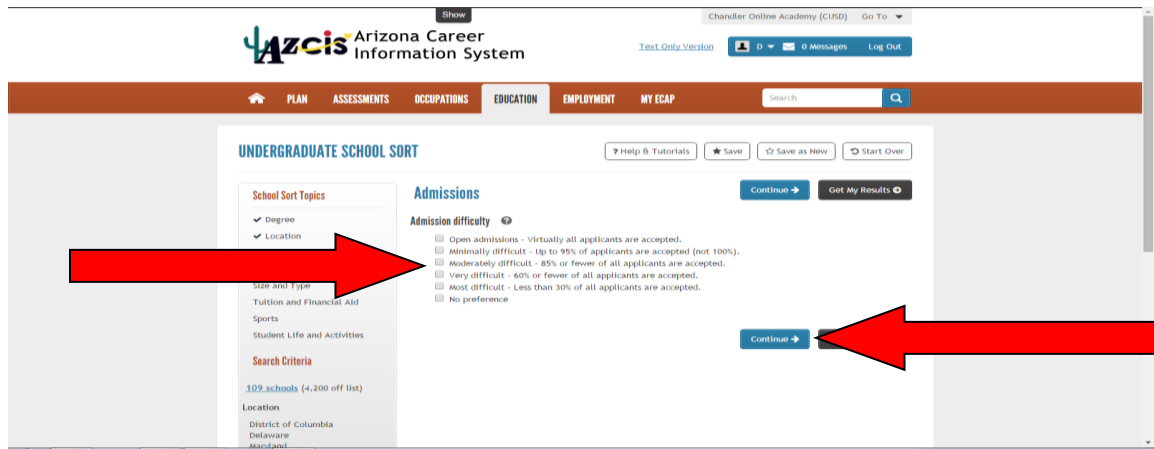 Show
Chandler Online Academy (CUSD) Go To
Azcis Arizona Career
Information System
Text Only Version
D 0 Messages Log Out
PLAN ASSESSMENTS OCCUPATIONS EDUCATION EMPLOYMENT MY ECAP Search
UNDERGRADUATE SCHOOL SORT
? Help & Tutorials Save Save as New Start Over
School Sort Topics
Degree
Location
Size and Type
Tuition and Financial Aid
Sports
Student Life and Activities
Search Criteria
109 schools (4,200 off list)
Location
District of Columbia
Delaware
Maryland
Admissions
Continue Get My Results
Admission difficulty
Open admissions - Virtually all applicants are accepted.
Minimally difficult - Up to 95% of applicants are accepted (not 100%).
Moderately difficult - 85% or fewer of all applicants are accepted.
Very difficult - 60% or fewer of all applicants are accepted.
Most difficult - Less than 30% of all applicants are accepted.
No preference
Continue